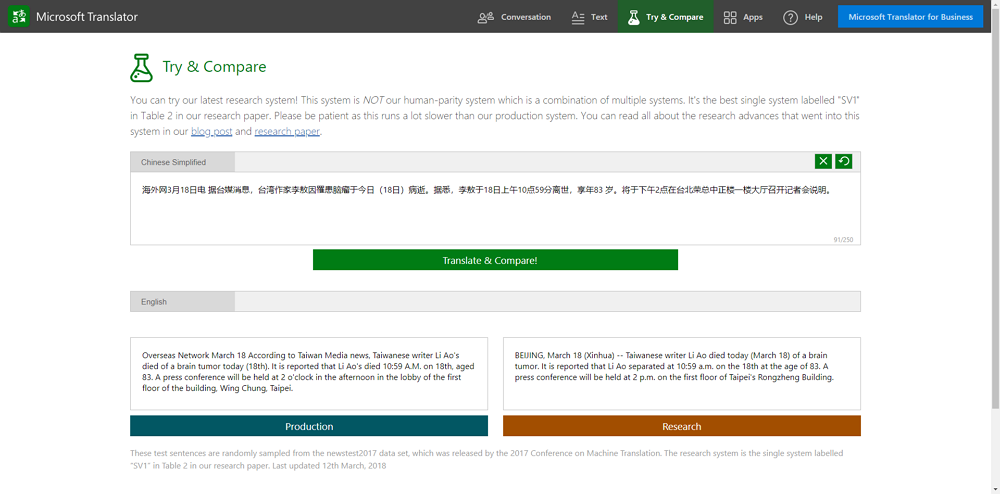 Microsoft Translator
Conversation
Text
Try & Compare
Apps
Help
Microsoft Translator for Business
Try & Compare
You can try our latest research system! This system is NOT our human-parity system which is a combination of multiple systems. It's the best single system labelled "SV1"
in Table 2 in our research paper. Please be patient as this runs a lot slower than our production system. You can read all about the research advances that went into this
system in our blog post and research paper.
Chinese Simplified
海外网3月18日电 据台媒消息，台湾作家李敖因罹患脑瘤于今日（18日）病逝。据悉，李敖于18日上午10点59分离世，享年83 岁。将于下午2点在台北荣总中正楼一楼大厅召开记者会说明。
91/250
Translate & Compare!
English
Overseas Network March 18 According to Taiwan Media news, Taiwanese writer Li Ao's
died of a brain tumor today (18th). It is reported that Li Ao's died 10:59 A.M. on 18th, aged
83. A press conference will be held at 2 o'clock in the afternoon in the lobby of the first
floor of the building, Wing Chung, Taipei.
BEIJING, March 18 (Xinhua) -- Taiwanese writer Li Ao died today (March 18) of a brain
tumor. It is reported that Li Ao separated at 10:59 a.m. on the 18th at the age of 83. A
press conference will be held at 2 p.m. on the first floor of Taipei's Rongzheng Building.
Production
Research
These test sentences are randomly sampled from the newstest2017 data set, which was released by the 2017 Conference on Machine Translation. The research system is the single system labelled
"SV1" in Table 2 in our research paper. Last updated 12th March, 2018